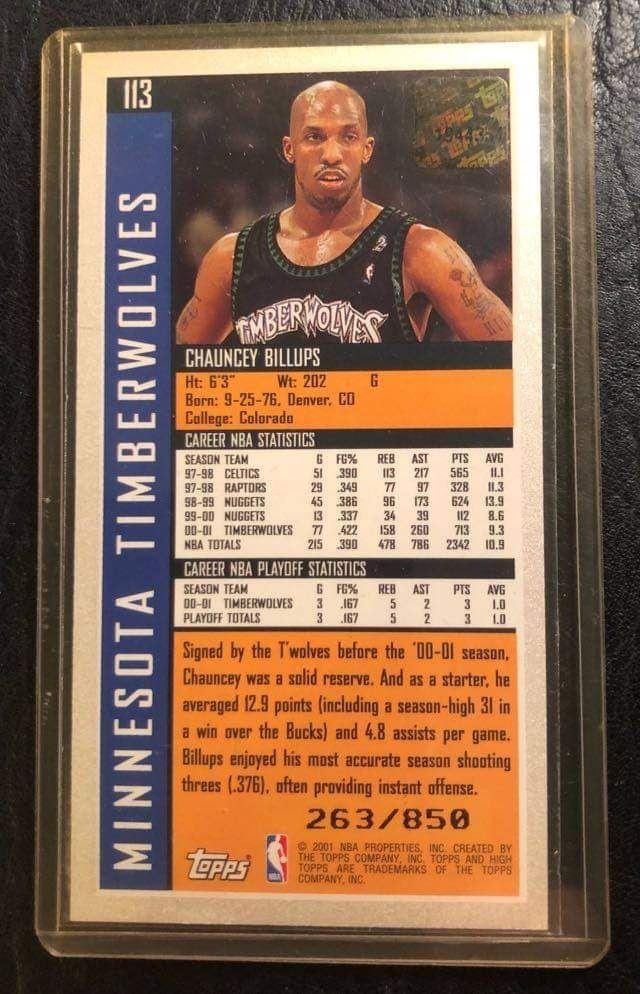 113
MINNESOTA TIMBERWOLVES
TIMBERWOLVES
CHAUNCEY BILLUPS
Ht: 6'3" Wt: 202 G
Born: 9-25-76, Denver, CO
College: Colorado
CAREER NBA STATISTICS
SEASON TEAM G FG% REB AST PTS AVG
97-98 CELTICS 51 .390 113 217 565 11.1
97-98 RAPTORS 29 .349 77 97 328 11.3
98-99 NUGGETS 45 .386 96 173 624 13.9
99-00 NUGGETS 13 .337 34 39 112 8.6
00-01 TIMBERWOLVES 77 .422 158 260 713 9.3
NBA TOTALS 215 .390 478 786 2342 10.9
CAREER NBA PLAYOFF STATISTICS
SEASON TEAM G FG% REB AST PTS AVG
00-01 TIMBERWOLVES 3 .167 5 2 3 1.0
PLAYOFF TOTALS 3 .167 5 2 3 1.0
Signed by the T'wolves before the '00-01 season,
Chauncey was a solid reserve. And as a starter, he
averaged 12.9 points (including a season-high 31 in
a win over the Bucks) and 4.8 assists per game.
Billups enjoyed his most accurate season shooting
threes (.376), often providing instant offense.
263/850
Topps
NBA
© 2001 NBA PROPERTIES, INC. CREATED BY
THE TOPPS COMPANY, INC. TOPPS AND HIGH
TOPPS ARE TRADEMARKS OF THE TOPPS
COMPANY, INC.